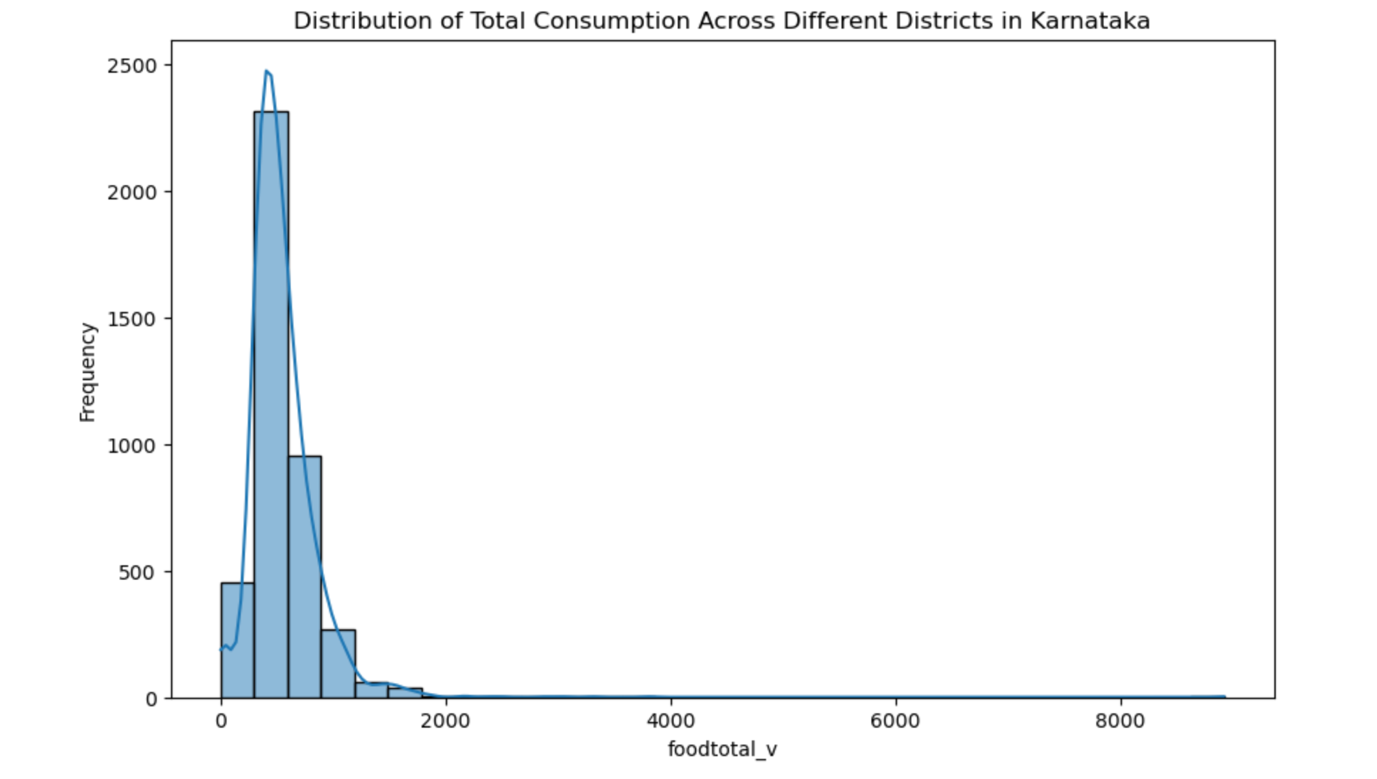 Distribution of Total Consumption Across Different Districts in Karnataka
2500
2000
1500
1000
500
0
Frequency
0 2000 4000 6000 8000
foodtotal_v